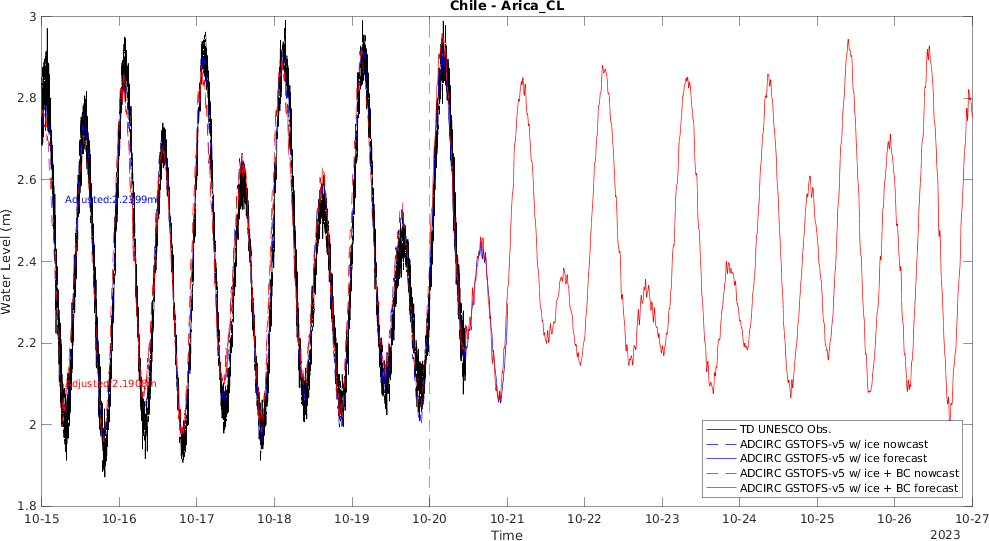 Chile - Arica_CL
3
2.8
2.6
2.4
2.2
2
1.8
Water Level (m)
Adjusted:2.2399m
TD UNESCO Obs.
ADCIRC GSTOFS-v5 w/ ice nowcast
ADCIRC GSTOFS-v5 w/ ice forecast
ADCIRC GSTOFS-v5 w/ ice + BC nowcast
ADCIRC GSTOFS-v5 w/ ice + BC forecast
10-15 10-16 10-17 10-18 10-19 10-20 10-21 10-22 10-23 10-24 10-25 10-26 10-27
Time
2023